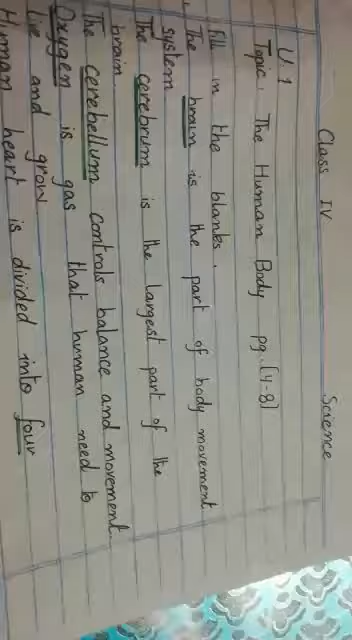 Class IV Science
U.1
Topic. The Human Body pg.[4-8]
fill in the blanks.
The brain is the part of body movement
system
The cerebrum is the largest part of the
brain.
The cerebellum controls balance and movement.
Oxygen is gas that human need to
live and grow
Human heart is divided into four